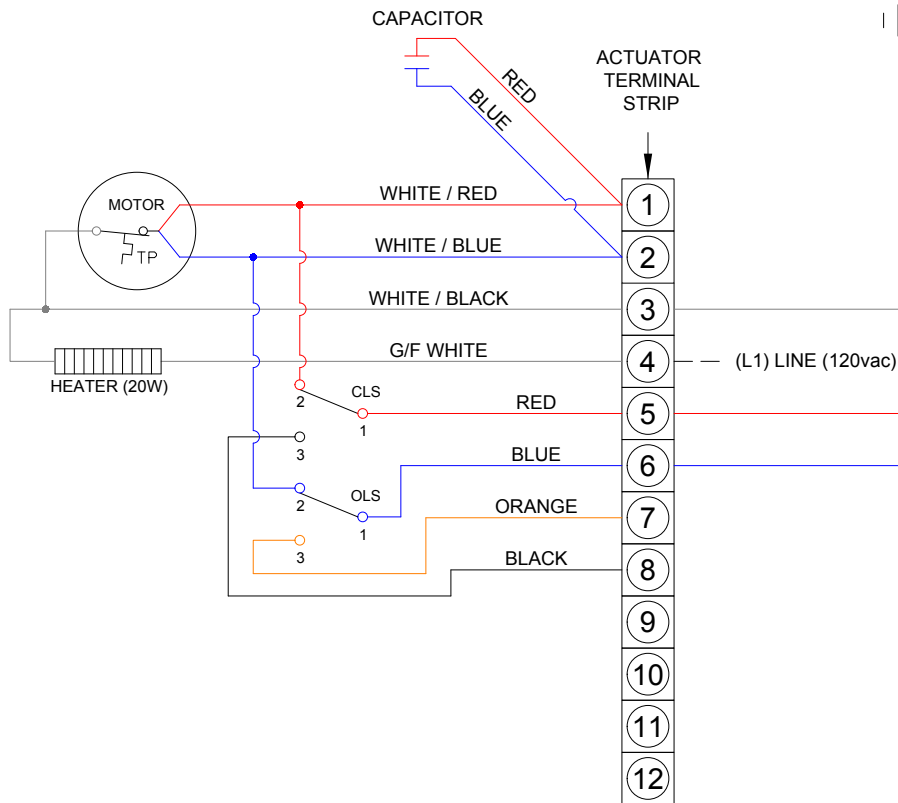 CAPACITOR
ACTUATOR
TERMINAL
STRIP
RED
BLUE
MOTOR
TP
WHITE / RED
1
WHITE / BLUE
2
WHITE / BLACK
3
G/F WHITE
4
(L1) LINE (120vac)
HEATER (20W)
2
CLS
1
RED
5
3
BLUE
6
2
OLS
1
ORANGE
7
3
BLACK
8
9
10
11
12